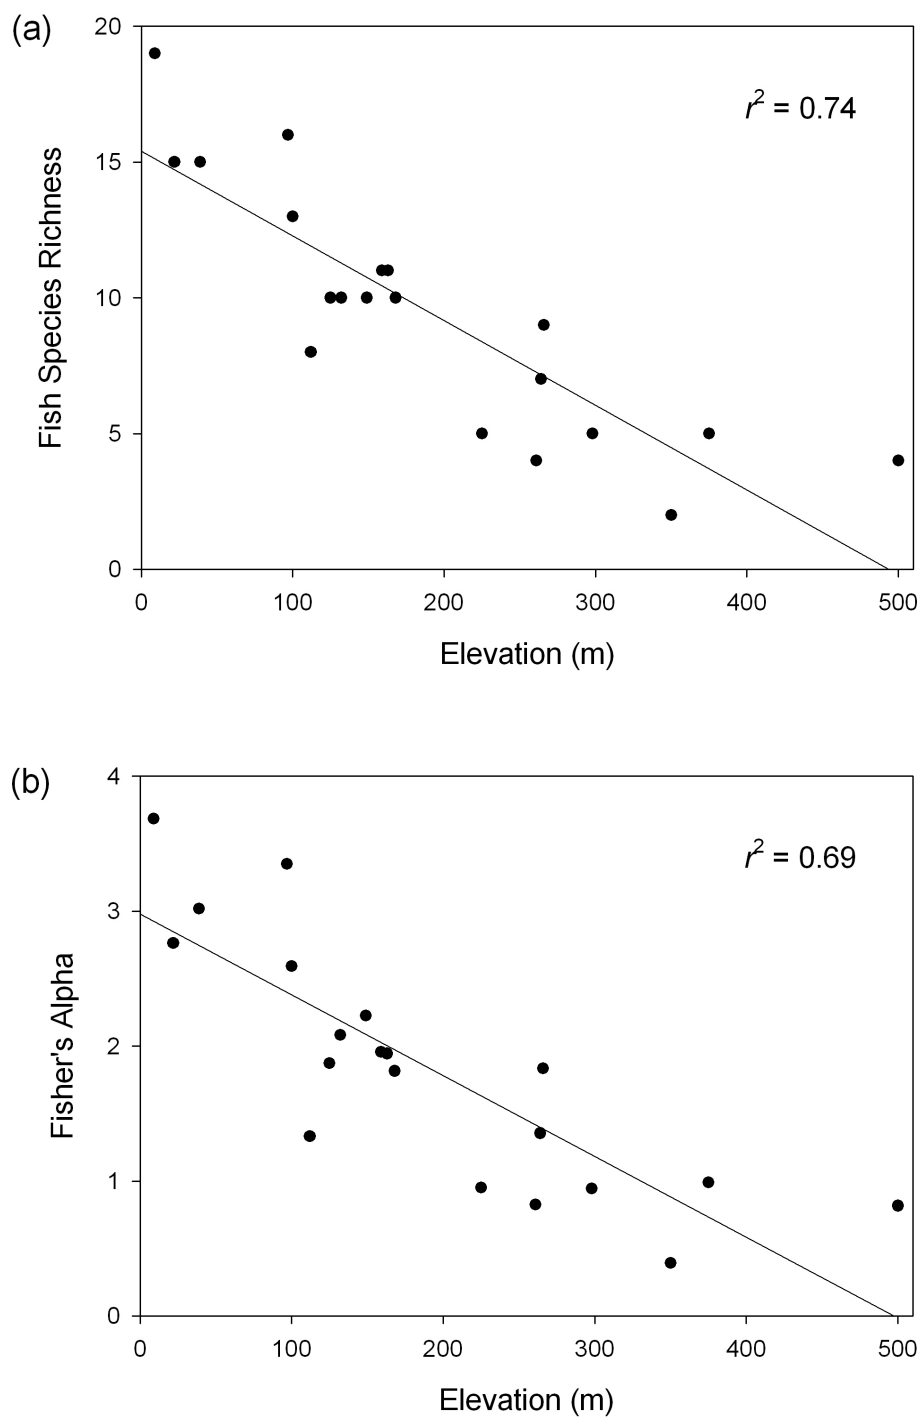 (a)
20
15
10
5
0
r² = 0.74
Fish Species Richness
0 100 200 300 400 500
Elevation (m)
(b)
4
3
2
1
0
r² = 0.69
Fisher's Alpha
0 100 200 300 400 500
Elevation (m)